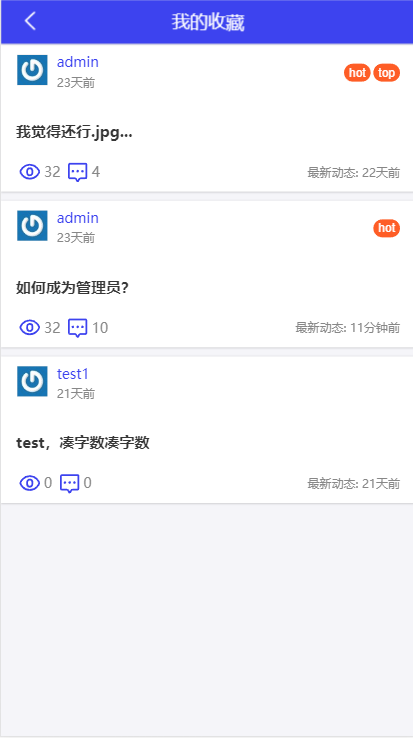 我的收藏
admin
hot top
23天前
我觉得还行.jpg...
32 4 最新动态: 22天前
admin
hot
23天前
如何成为管理员?
32 10 最新动态: 11分钟前
test1
21天前
test，凑字数凑字数
0 0 最新动态: 21天前